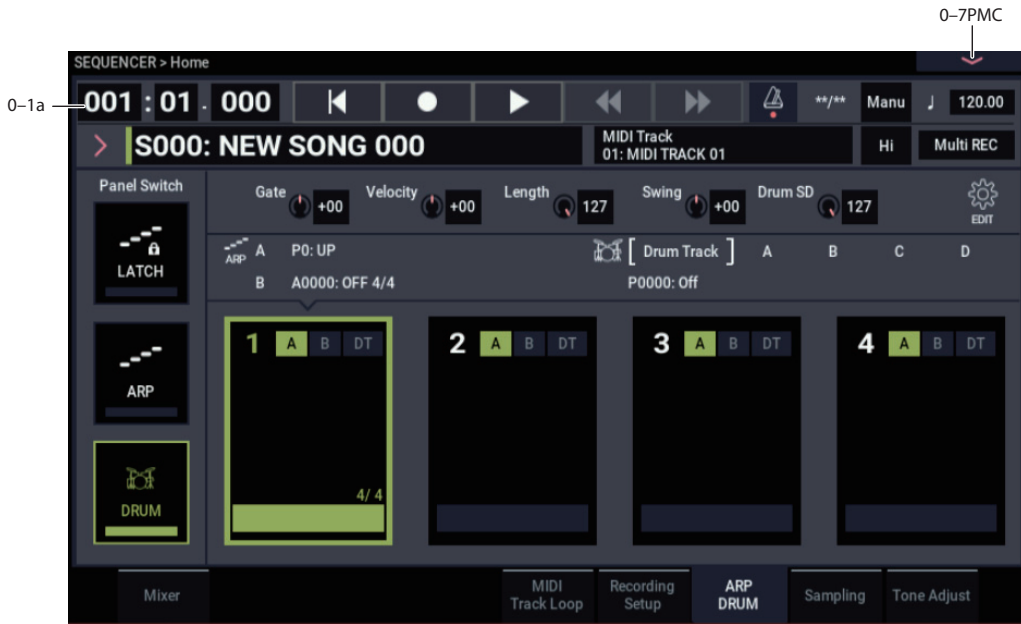 0–7PMC
SEQUENCER > Home
0–1a
001 : 01 . 000
**/**
Manu
♩ 120.00
S000: NEW SONG 000
MIDI Track
01: MIDI TRACK 01
Hi
Multi REC
Panel Switch
LATCH
ARP
DRUM
Gate +00
Velocity +00
Length 127
Swing +00
Drum SD 127
EDIT
ARP A P0: UP
B A0000: OFF 4/4
[ Drum Track ] A B C D
P0000: Off
1 A B DT
4/ 4
2 A B DT
3 A B DT
4 A B DT
Mixer
MIDI
Track Loop
Recording
Setup
ARP
DRUM
Sampling
Tone Adjust